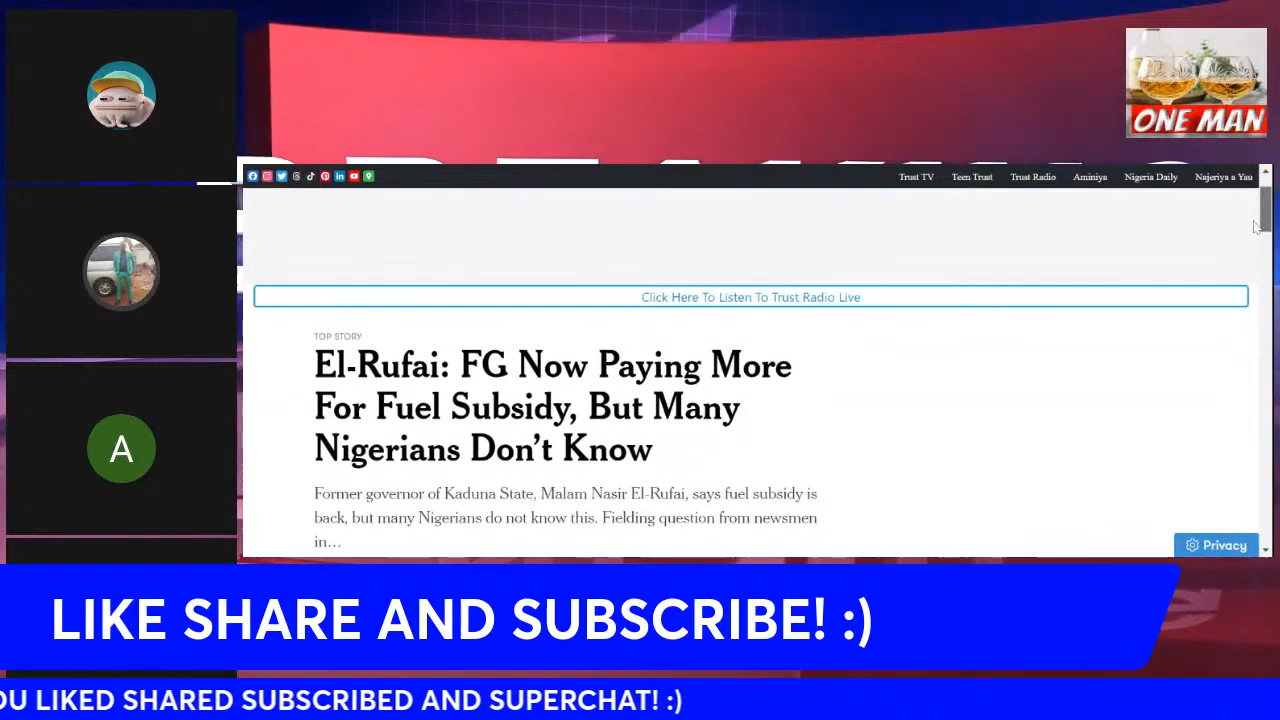 ONE MAN
Trust TV Teen Trust Trust Radio Aminiya Nigeria Daily Najeriya a Yau
Click Here To Listen To Trust Radio Live
TOP STORY
El-Rufai: FG Now Paying More
For Fuel Subsidy, But Many
Nigerians Don’t Know
Former governor of Kaduna State, Malam Nasir El-Rufai, says fuel subsidy is
back, but many Nigerians do not know this. Fielding question from newsmen
in…
Privacy
A
LIKE SHARE AND SUBSCRIBE! :)
OU LIKED SHARED SUBSCRIBED AND SUPERCHAT! :)